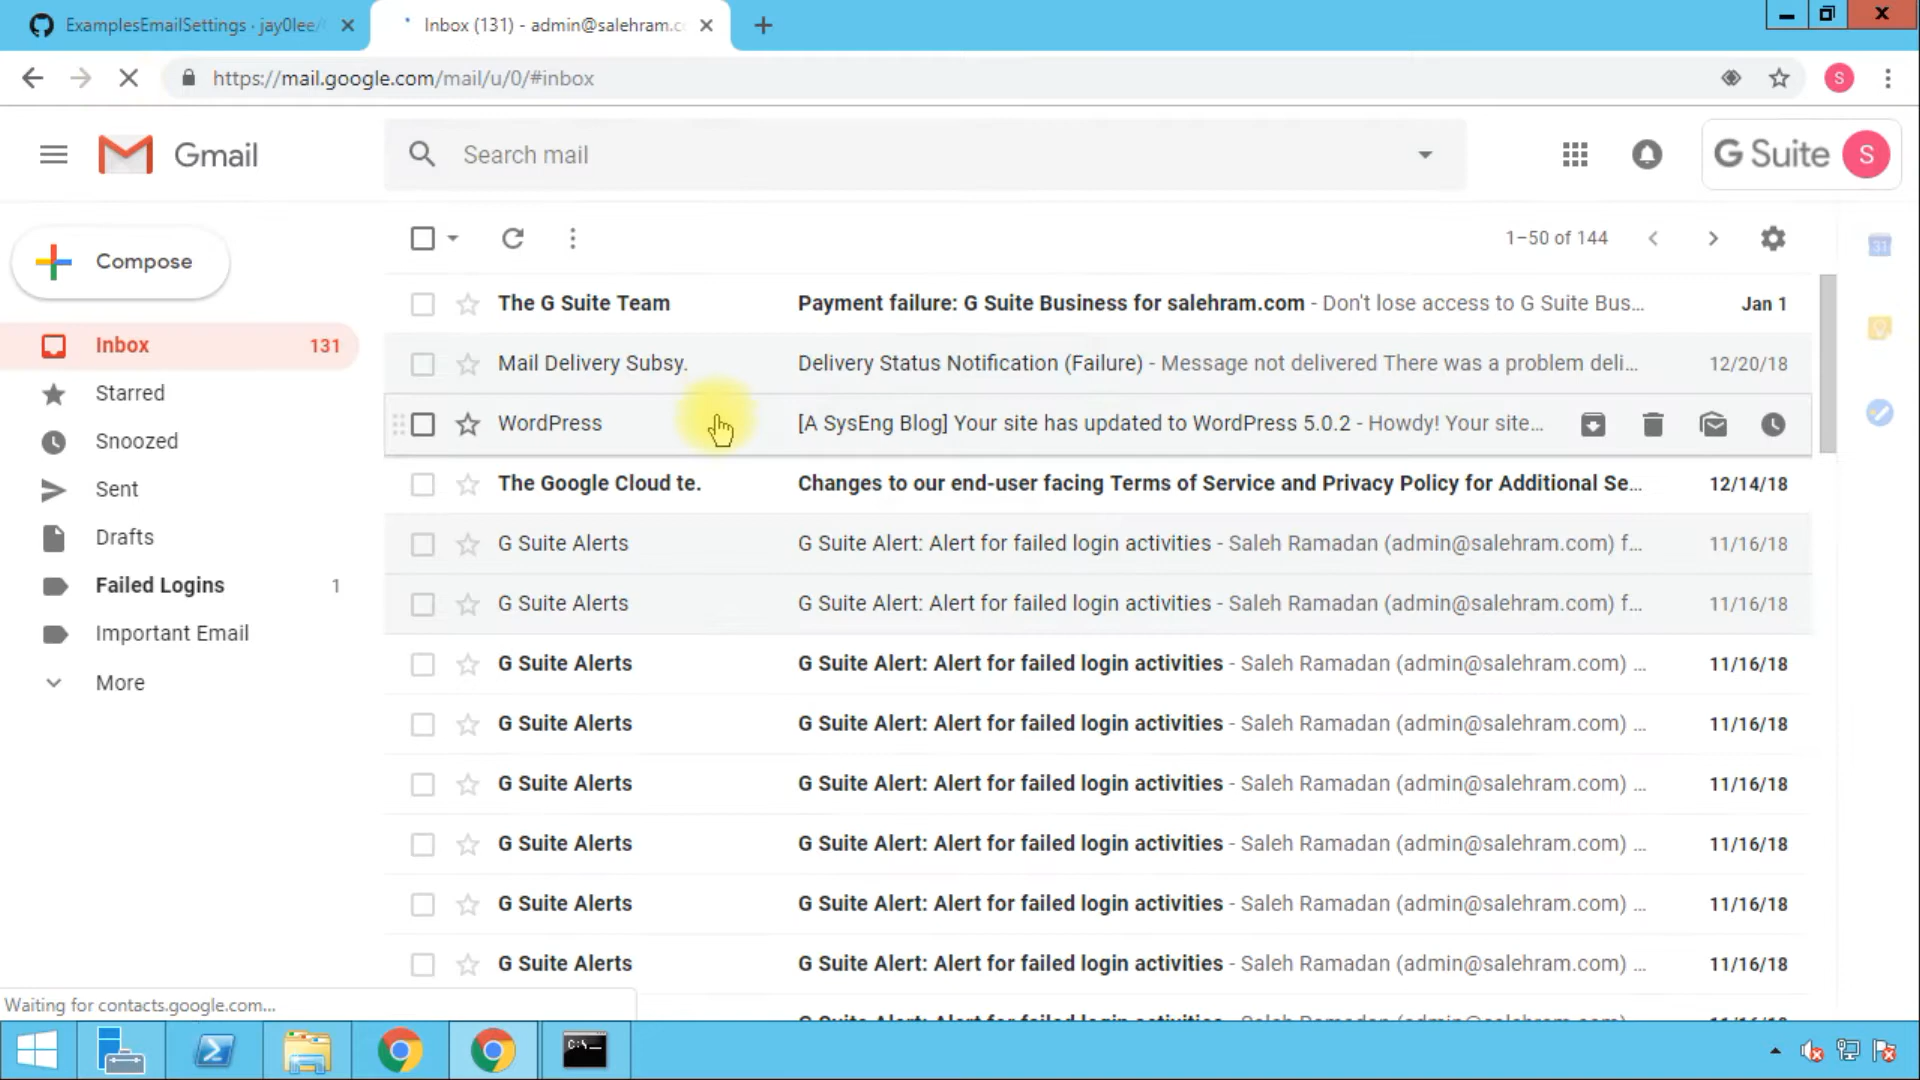 ExamplesEmailSettings · jay0lee/
Inbox (131) - admin@salehram.c
https://mail.google.com/mail/u/0/#inbox
S
Gmail
Search mail
G Suite
S
Compose
1–50 of 144
31
Inbox 131
Starred
Snoozed
Sent
Drafts
Failed Logins 1
Important Email
More
The G Suite Team Payment failure: G Suite Business for salehram.com - Don't lose access to G Suite Bus... Jan 1
Mail Delivery Subsy. Delivery Status Notification (Failure) - Message not delivered There was a problem deli... 12/20/18
WordPress [A SysEng Blog] Your site has updated to WordPress 5.0.2 - Howdy! Your site...
The Google Cloud te. Changes to our end-user facing Terms of Service and Privacy Policy for Additional Se... 12/14/18
G Suite Alerts G Suite Alert: Alert for failed login activities - Saleh Ramadan (admin@salehram.com) f... 11/16/18
G Suite Alerts G Suite Alert: Alert for failed login activities - Saleh Ramadan (admin@salehram.com) f... 11/16/18
G Suite Alerts G Suite Alert: Alert for failed login activities - Saleh Ramadan (admin@salehram.com) ... 11/16/18
G Suite Alerts G Suite Alert: Alert for failed login activities - Saleh Ramadan (admin@salehram.com) ... 11/16/18
G Suite Alerts G Suite Alert: Alert for failed login activities - Saleh Ramadan (admin@salehram.com) ... 11/16/18
G Suite Alerts G Suite Alert: Alert for failed login activities - Saleh Ramadan (admin@salehram.com) ... 11/16/18
G Suite Alerts G Suite Alert: Alert for failed login activities - Saleh Ramadan (admin@salehram.com) ... 11/16/18
G Suite Alerts G Suite Alert: Alert for failed login activities - Saleh Ramadan (admin@salehram.com) ... 11/16/18
Waiting for contacts.google.com...
C:\